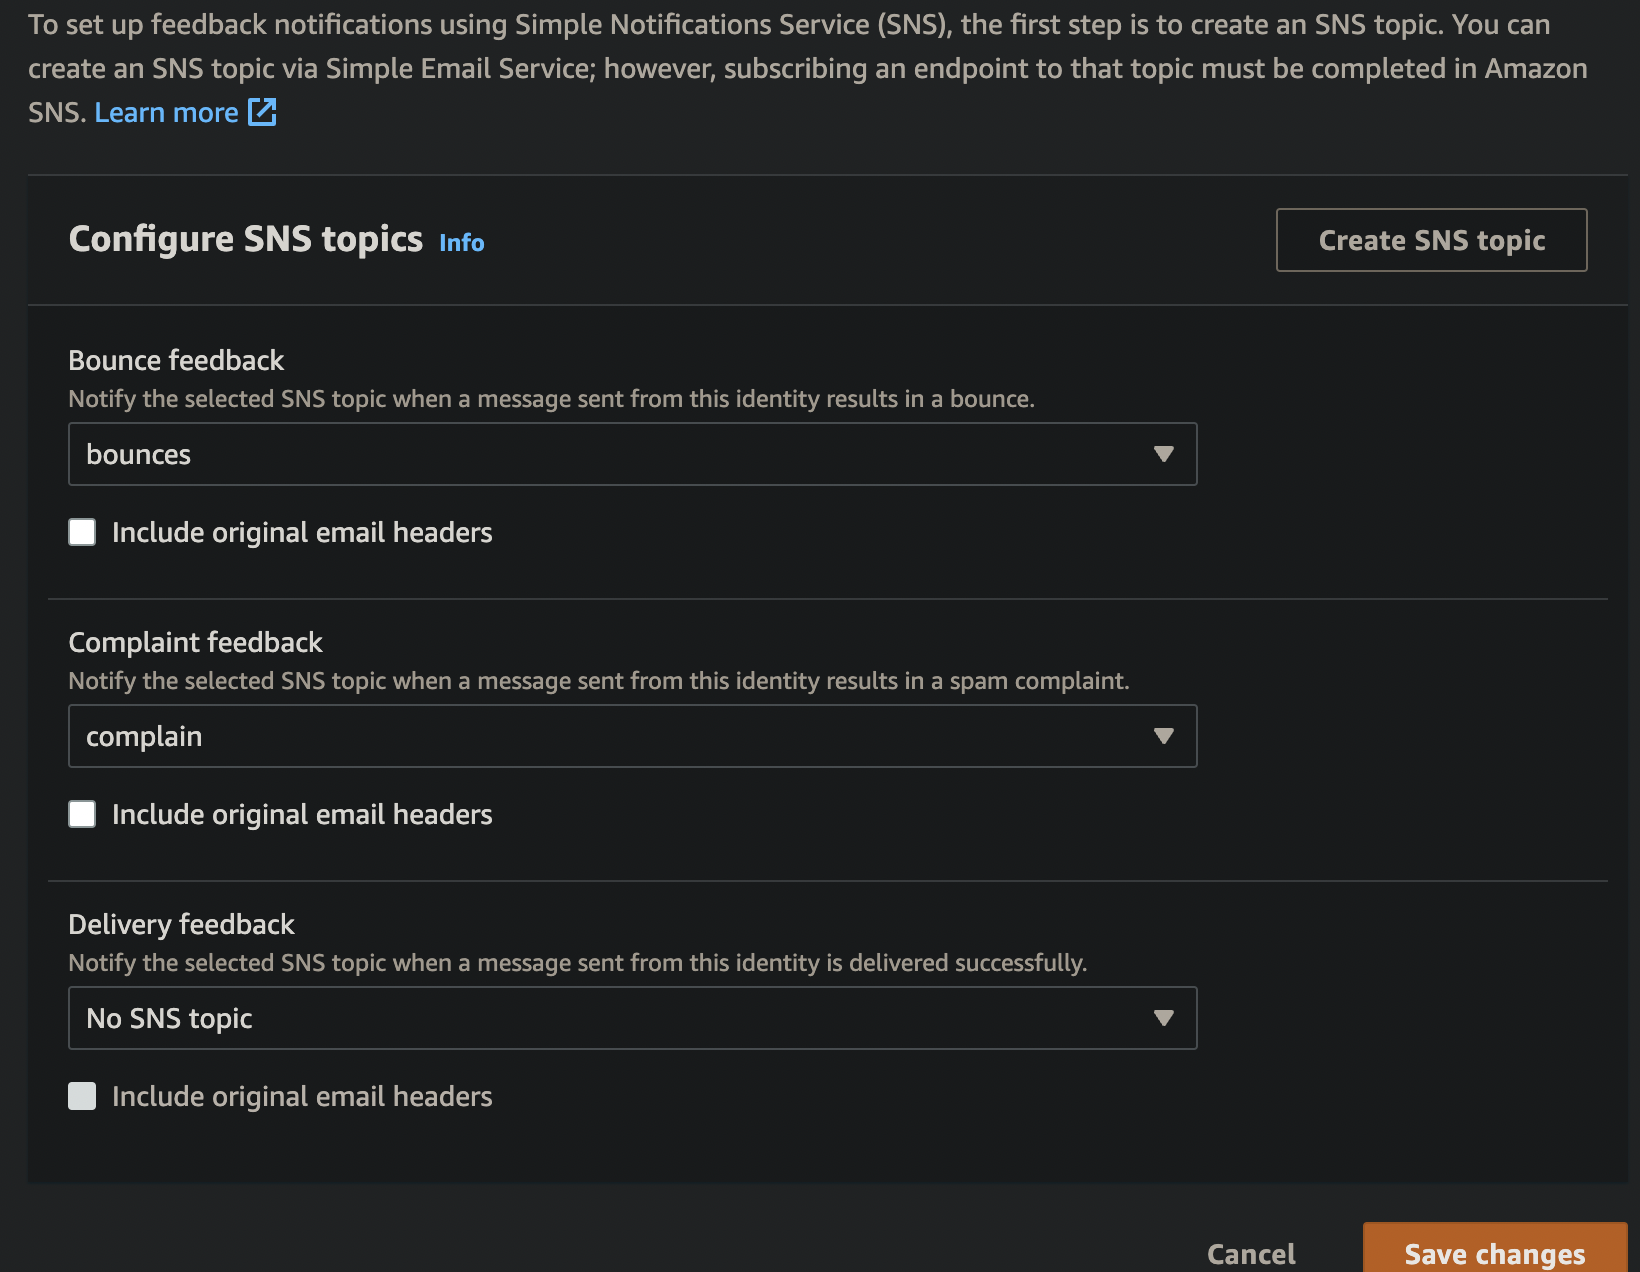 To set up feedback notifications using Simple Notifications Service (SNS), the first step is to create an SNS topic. You can
create an SNS topic via Simple Email Service; however, subscribing an endpoint to that topic must be completed in Amazon
SNS. Learn more
Configure SNS topics Info
Create SNS topic
Bounce feedback
Notify the selected SNS topic when a message sent from this identity results in a bounce.
bounces
Include original email headers
Complaint feedback
Notify the selected SNS topic when a message sent from this identity results in a spam complaint.
complain
Include original email headers
Delivery feedback
Notify the selected SNS topic when a message sent from this identity is delivered successfully.
No SNS topic
Include original email headers
Cancel
Save changes